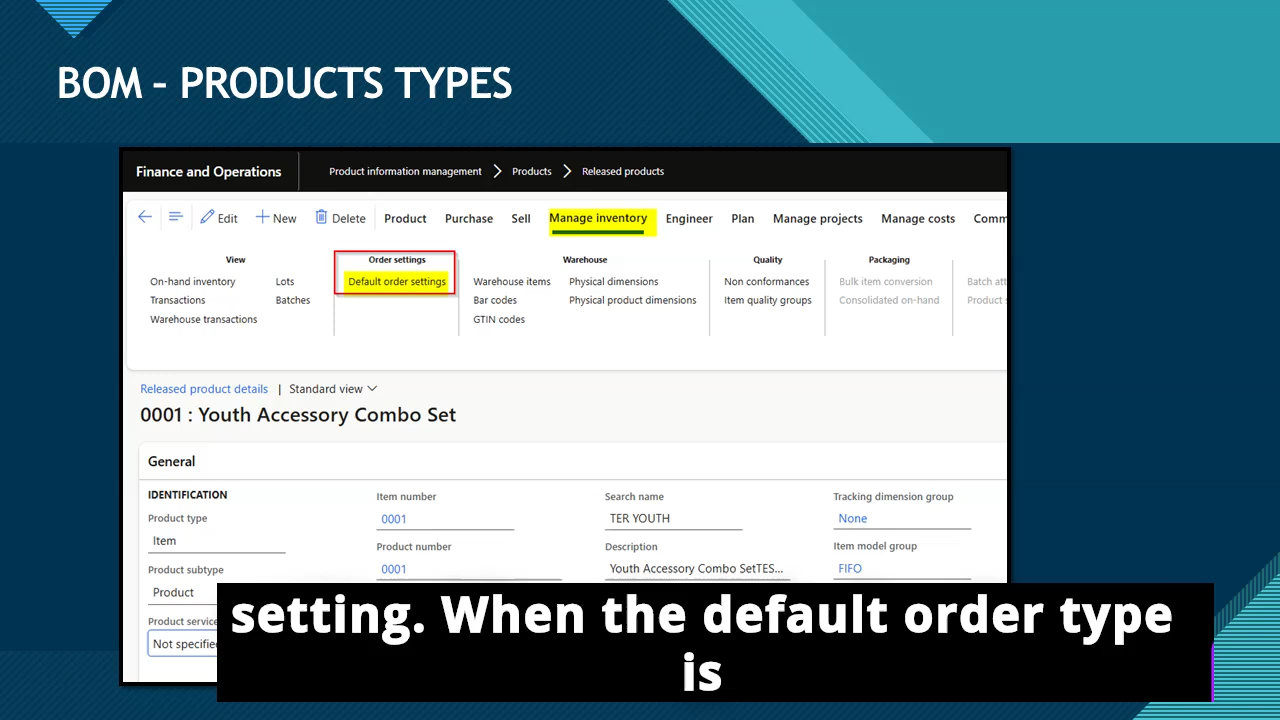 BOM – PRODUCTS TYPES
Finance and Operations
Product information management > Products > Released products
Edit New Delete Product Purchase Sell Manage inventory Engineer Plan Manage projects Manage costs Comm
View Order settings Warehouse Quality Packaging
On-hand inventory Lots Default order settings Warehouse items Physical dimensions Non conformances Bulk item conversion Batch att
Transactions Batches Bar codes Physical product dimensions Item quality groups Consolidated on-hand Product s
Warehouse transactions GTIN codes
Released product details | Standard view
0001 : Youth Accessory Combo Set
General
IDENTIFICATION Item number Search name Tracking dimension group
Product type 0001 TER YOUTH None
Item Product number Description Item model group
Product subtype 0001 Youth Accessory Combo SetTES... FIFO
Product
Product service
Not specified
setting. When the default order type
is